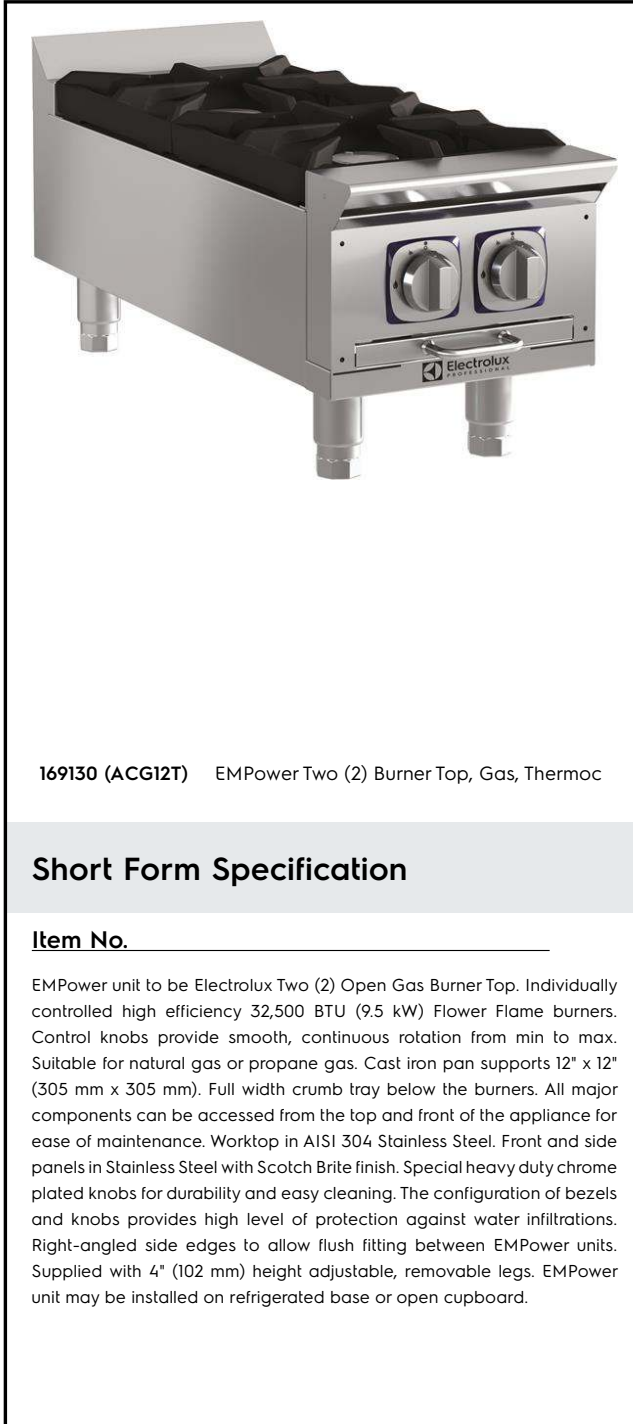 Electrolux
PROFESSIONAL
169130 (ACG12T) EMPower Two (2) Burner Top, Gas, Thermoc
Short Form Specification
Item No.
EMPower unit to be Electrolux Two (2) Open Gas Burner Top. Individually
controlled high efficiency 32,500 BTU (9.5 kW) Flower Flame burners.
Control knobs provide smooth, continuous rotation from min to max.
Suitable for natural gas or propane gas. Cast iron pan supports 12" x 12"
(305 mm x 305 mm). Full width crumb tray below the burners. All major
components can be accessed from the top and front of the appliance for
ease of maintenance. Worktop in AISI 304 Stainless Steel. Front and side
panels in Stainless Steel with Scotch Brite finish. Special heavy duty chrome
plated knobs for durability and easy cleaning. The configuration of bezels
and knobs provides high level of protection against water infiltrations.
Right-angled side edges to allow flush fitting between EMPower units.
Supplied with 4" (102 mm) height adjustable, removable legs. EMPower
unit may be installed on refrigerated base or open cupboard.